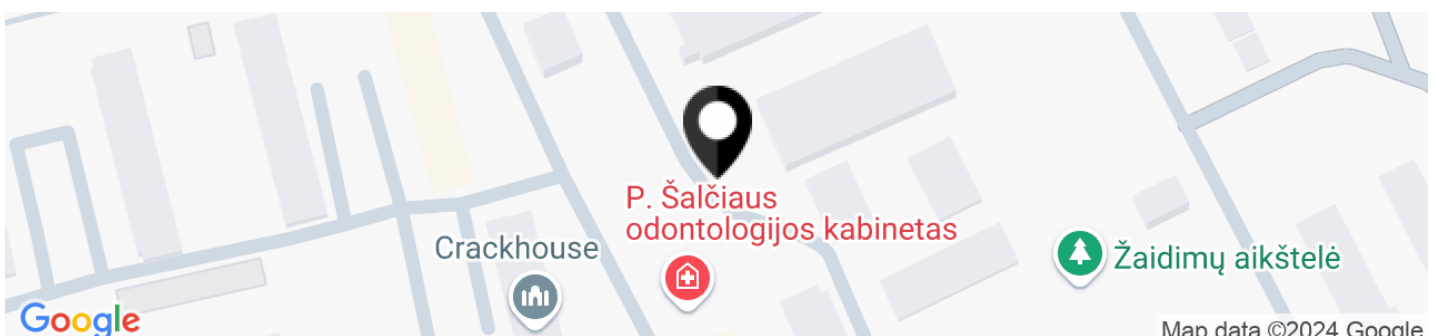 P. Šalčiaus
odontologijos kabinetas
Crackhouse
Žaidimų aikštelė
Google
Map data ©2024 Google